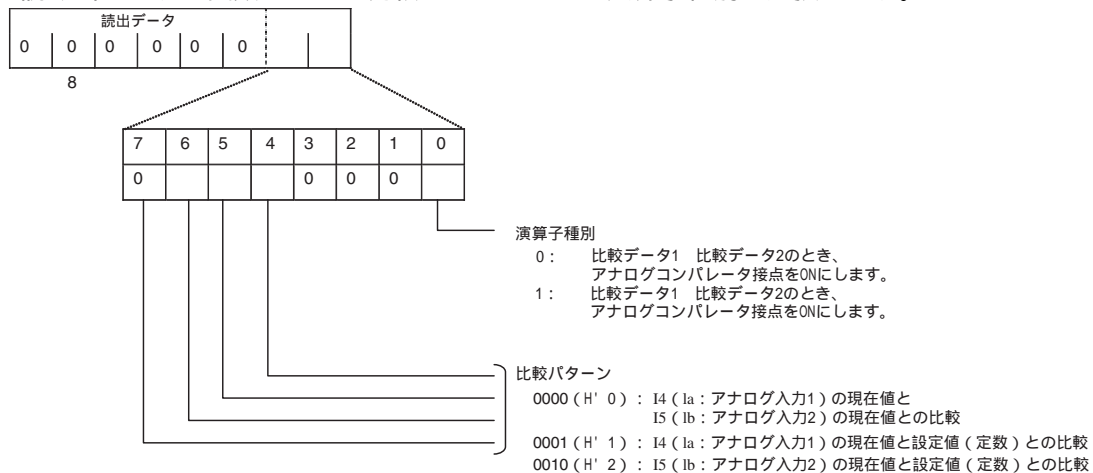 読出データ
0 0 0 0 0 0
8
7 6 5 4 3 2 1 0
0 0 0 0
演算子種別
0： 比較データ1 比較データ2のとき、
アナログコンパレータ接点をONにします。
1： 比較データ1 比較データ2のとき、
アナログコンパレータ接点をONにします。
比較パターン
0000（H' 0）： I4（Ia：アナログ入力1）の現在値と
I5（Ib：アナログ入力2）の現在値との比較
0001（H' 1）： I4（Ia：アナログ入力1）の現在値と設定値（定数）との比較
0010（H' 2）： I5（Ib：アナログ入力2）の現在値と設定値（定数）との比較